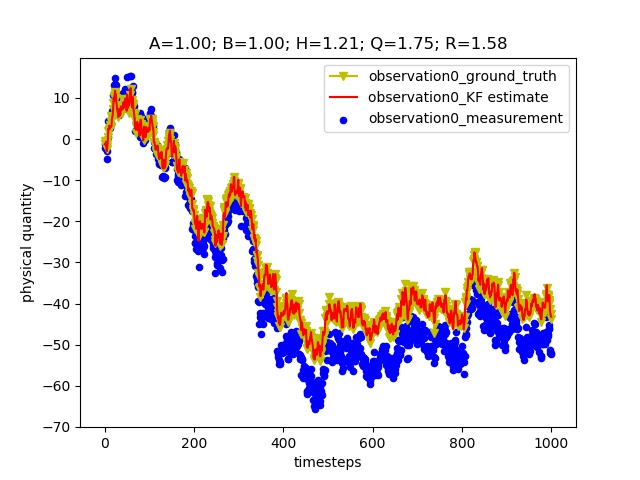 A=1.00; B=1.00; H=1.21; Q=1.75; R=1.58
observation0_ground_truth
observation0_KF estimate
observation0_measurement
10
0
−10
−20
−30
−40
−50
−60
−70
physical quantity
0 200 400 600 800 1000
timesteps